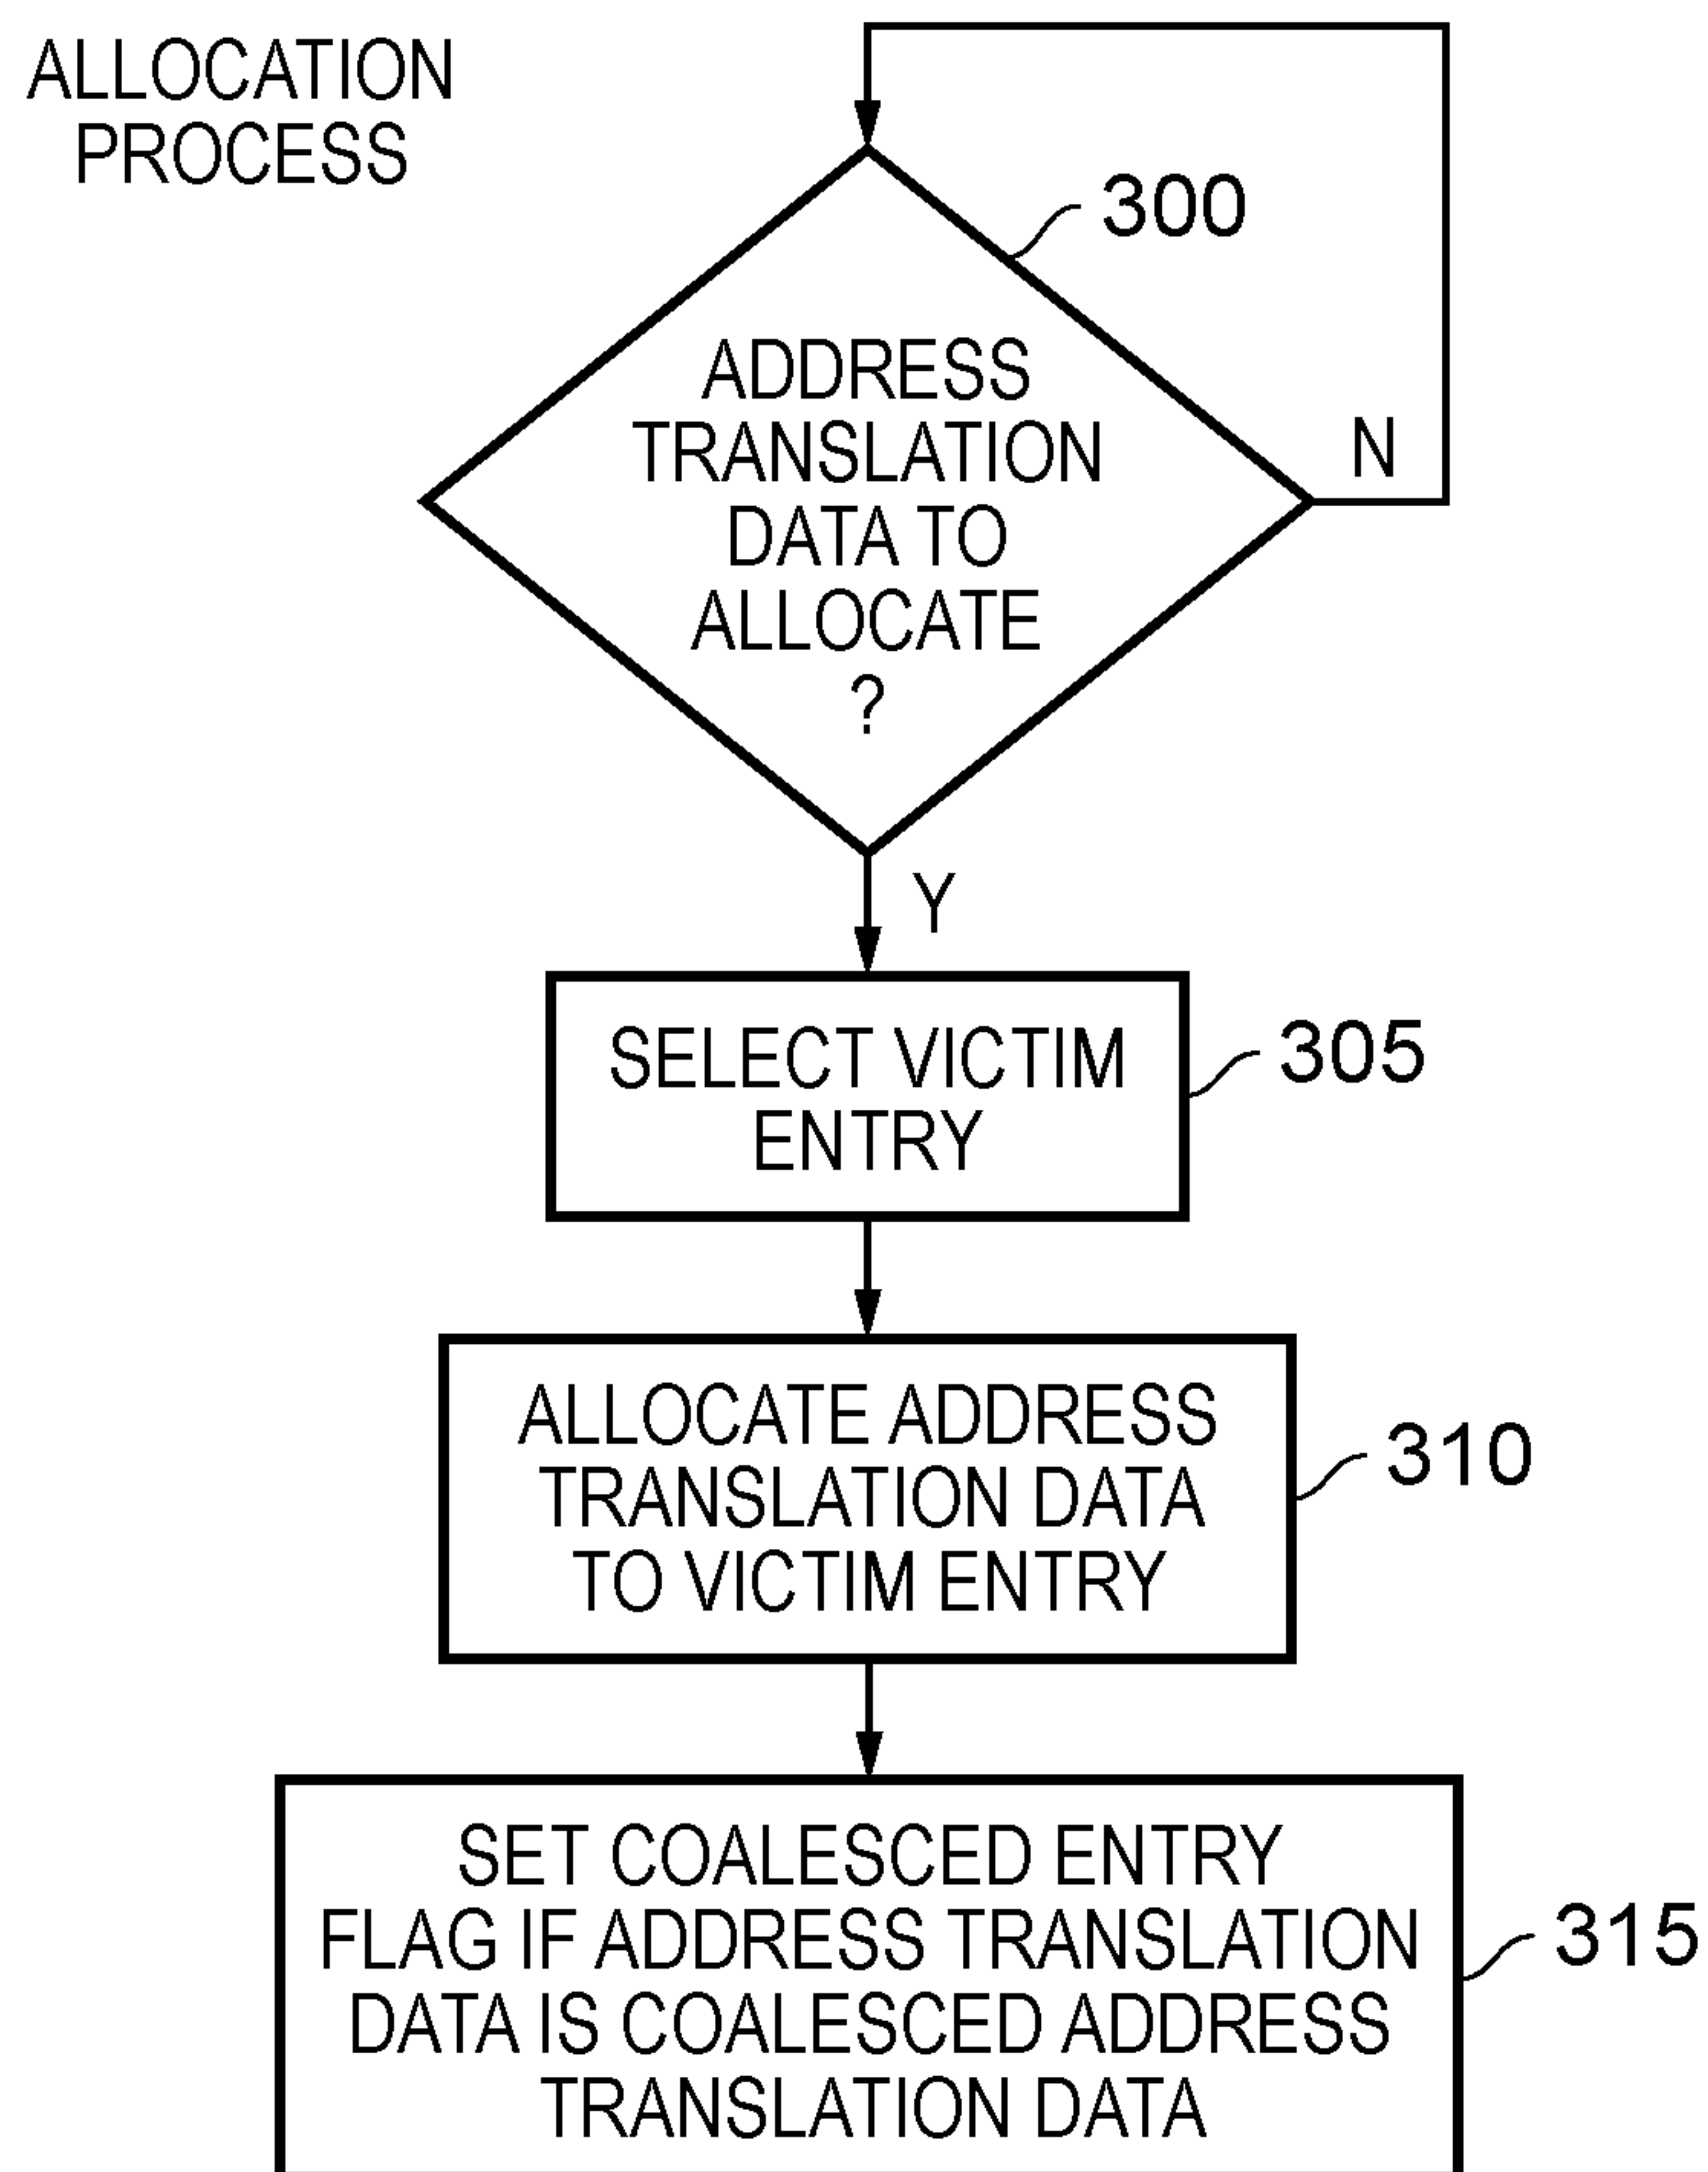 ALLOCATION
PROCESS
300
ADDRESS
TRANSLATION
DATA TO
ALLOCATE
?
N
Y
SELECT VICTIM
ENTRY
305
ALLOCATE ADDRESS
TRANSLATION DATA
TO VICTIM ENTRY
310
SET COALESCED ENTRY
FLAG IF ADDRESS TRANSLATION
DATA IS COALESCED ADDRESS
TRANSLATION DATA
315